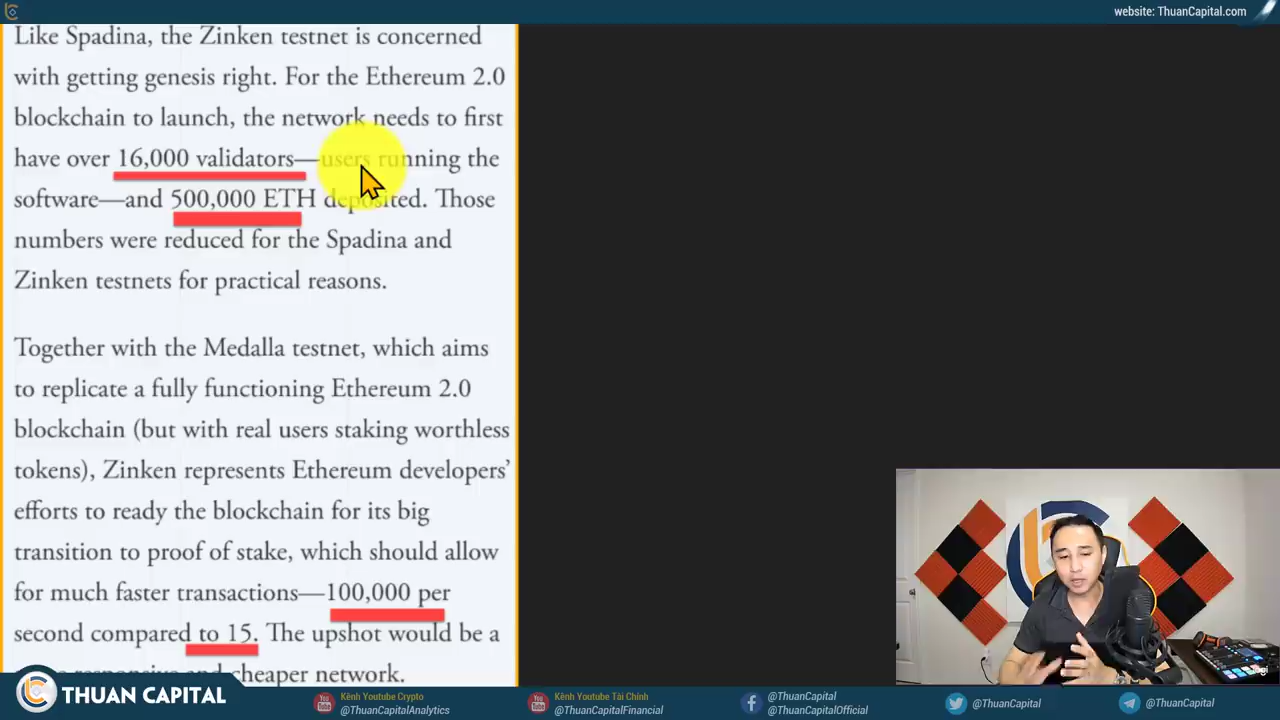 website: ThuanCapital.com
Like Spadina, the Zinken testnet is concerned
with getting genesis right. For the Ethereum 2.0
blockchain to launch, the network needs to first
have over 16,000 validators—users running the
software—and 500,000 ETH deposited. Those
numbers were reduced for the Spadina and
Zinken testnets for practical reasons.
Together with the Medalla testnet, which aims
to replicate a fully functioning Ethereum 2.0
blockchain (but with real users staking worthless
tokens), Zinken represents Ethereum developers’
efforts to ready the blockchain for its big
transition to proof of stake, which should allow
for much faster transactions—100,000 per
second compared to 15. The upshot would be a
responsive and cheaper network.
THUAN CAPITAL
Kênh Youtube Crypto
@ThuanCapitalAnalytics
Kênh Youtube Tài Chính
@ThuanCapitalFinancial
@ThuanCapital
@ThuanCapitalOfficial
@ThuanCapital
@ThuanCapital